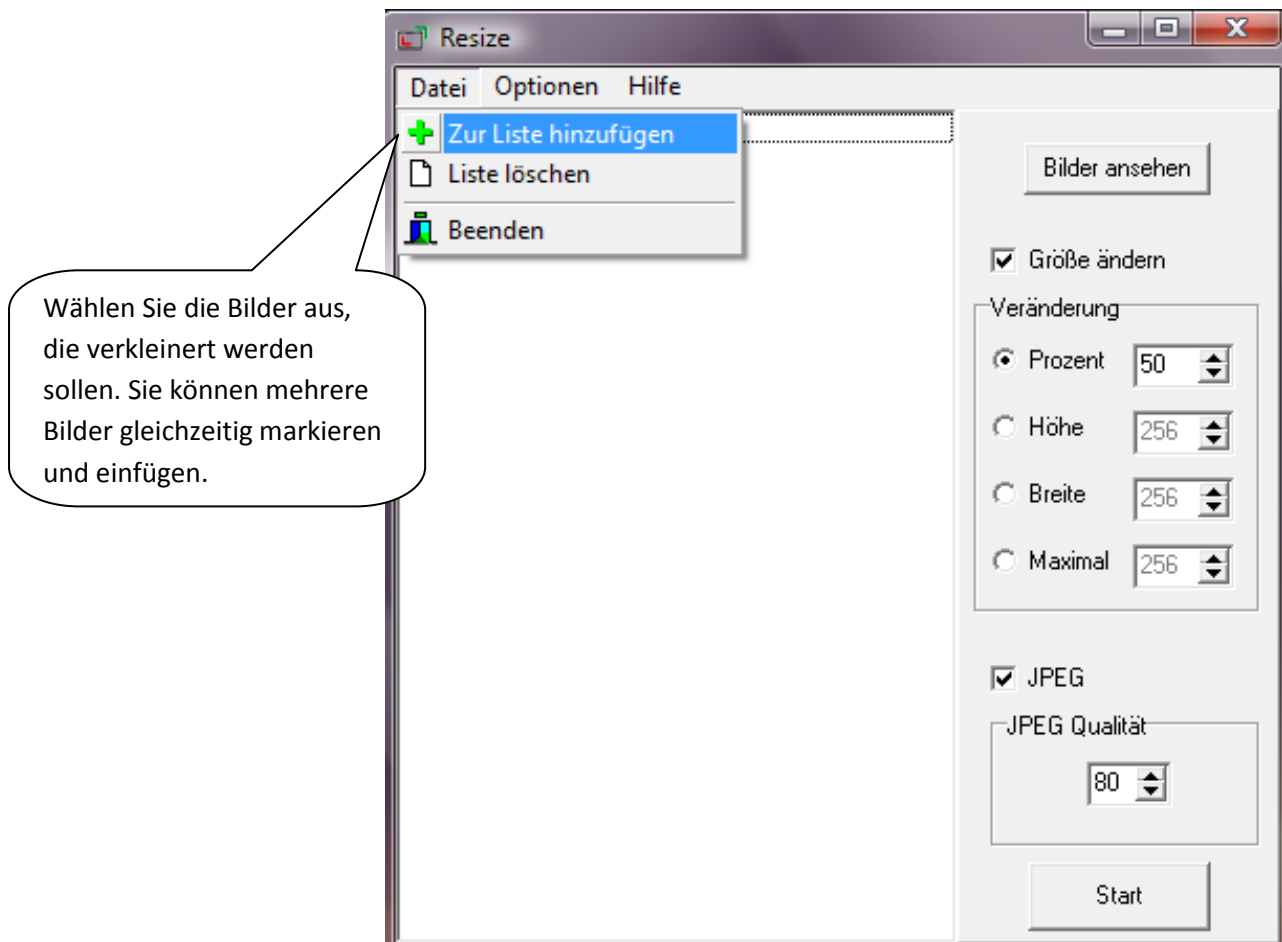 Resize
Datei Optionen Hilfe
Zur Liste hinzufügen
Liste löschen
Beenden
Wählen Sie die Bilder aus,
die verkleinert werden
sollen. Sie können mehrere
Bilder gleichzeitig markieren
und einfügen.
Bilder ansehen
Größe ändern
Veränderung
Prozent 50
Höhe 256
Breite 256
Maximal 256
JPEG
JPEG Qualität
80
Start